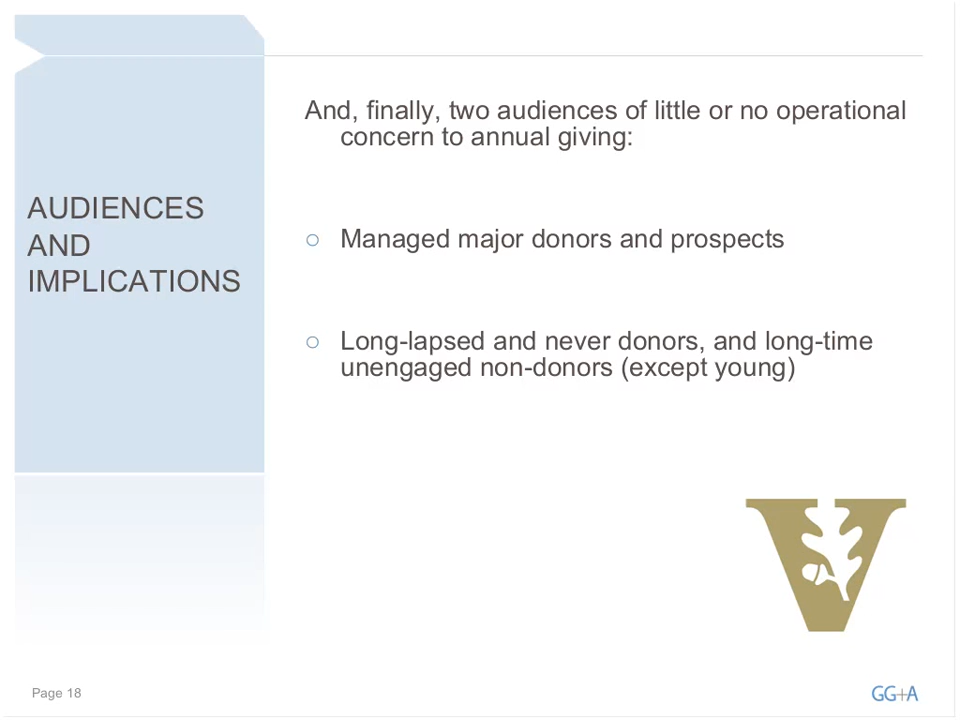 And, finally, two audiences of little or no operational
concern to annual giving:
AUDIENCES
AND
IMPLICATIONS
○ Managed major donors and prospects
○ Long-lapsed and never donors, and long-time
unengaged non-donors (except young)
V
Page 18
GG+A